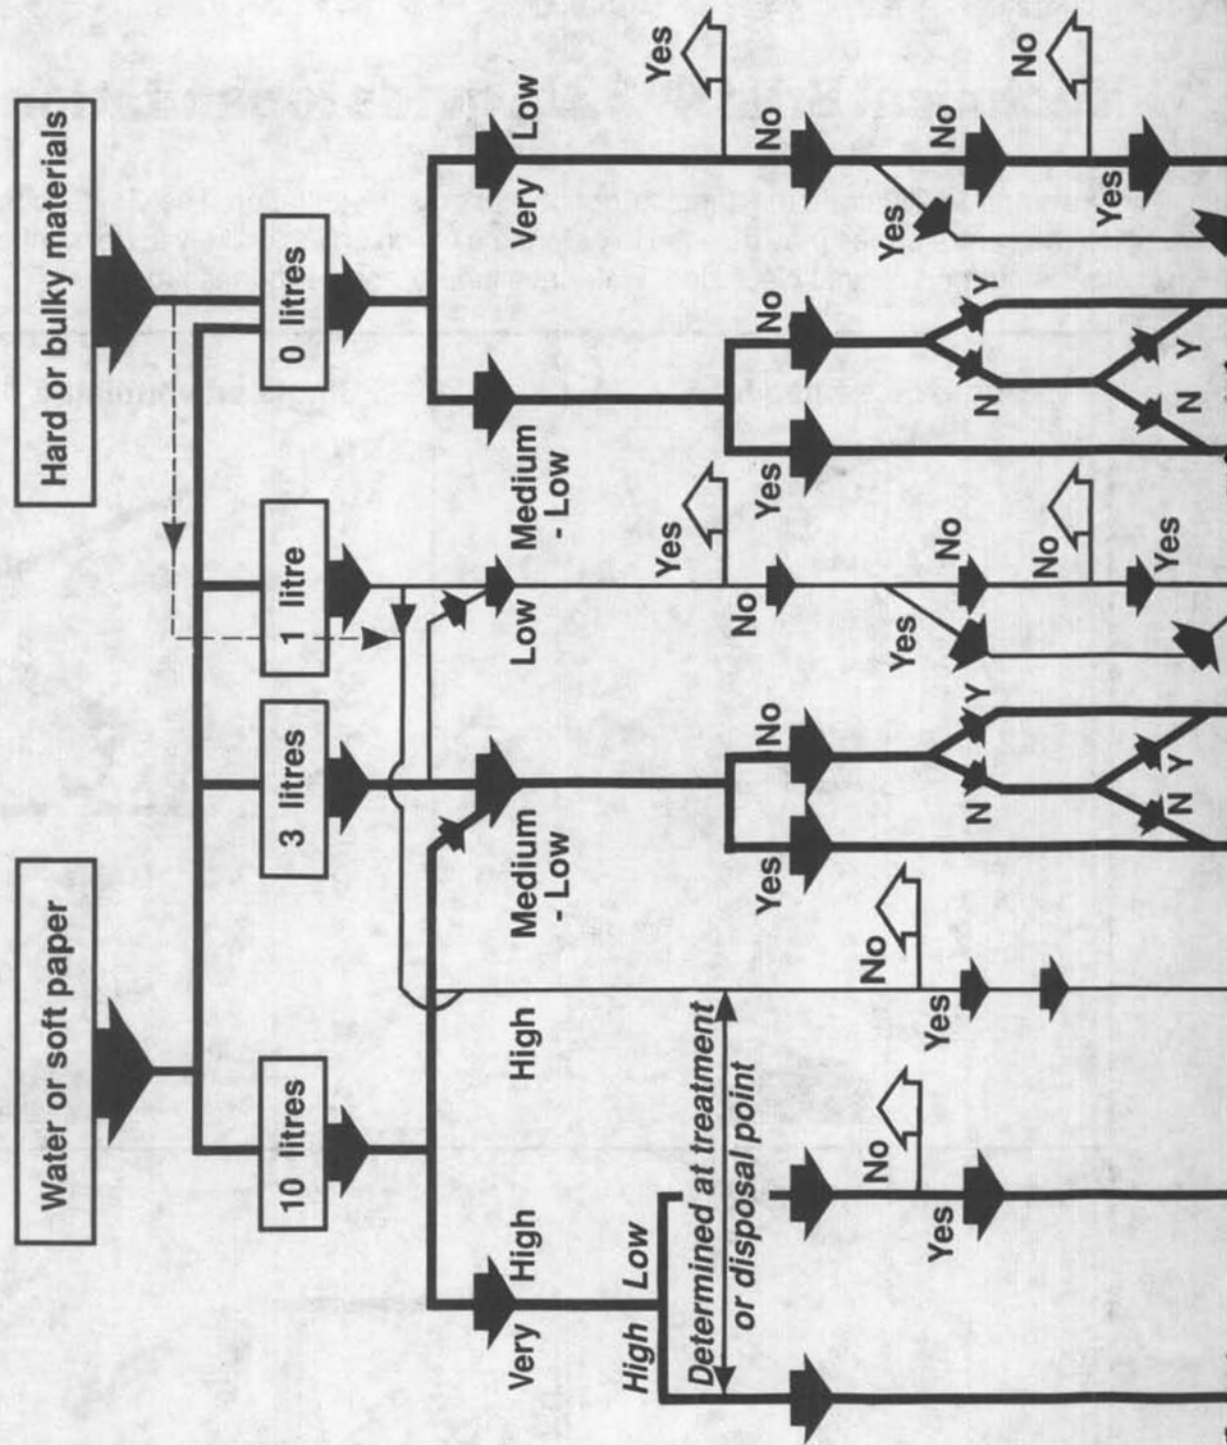 Water or soft paper
Hard or bulky materials
10 litres
3 litres
1 litre
0 litres
Very High
High
Medium
- Low
Low
Medium
- Low
Very Low
High Low
Determined at treatment
or disposal point
Yes
Yes
Yes
No
No
Yes
No
Yes
No
No
No
Yes
Yes
Yes
No
Yes
No
N
Y
N
Y
No
Yes
No
Yes
N
Y
N
Y
No
Yes